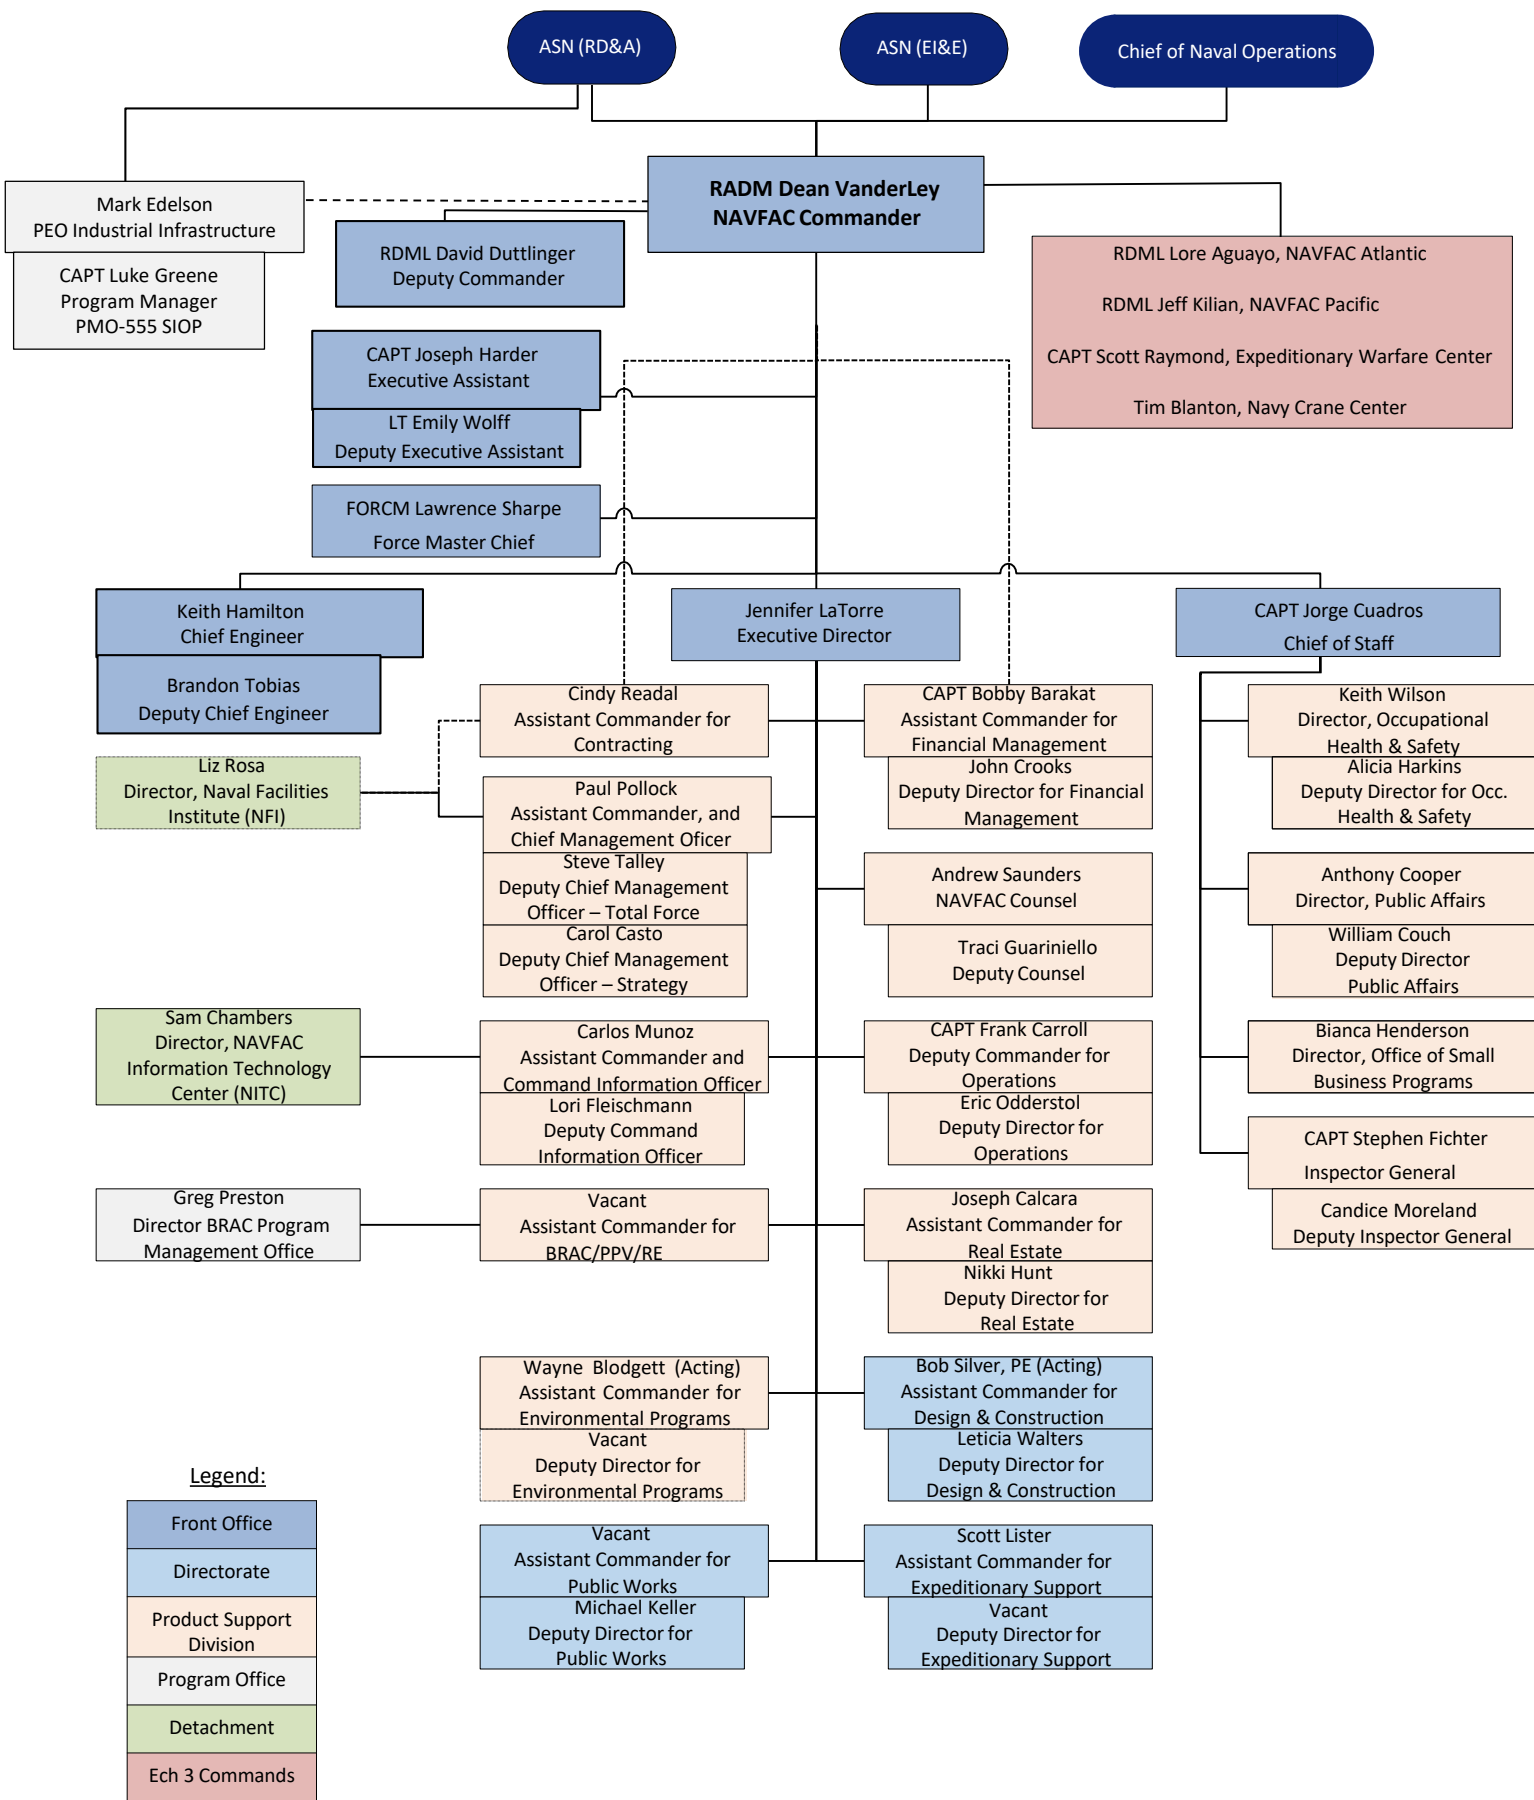 ASN (RD&A)
ASN (EI&E)
Chief of Naval Operations
RADM Dean VanderLey
NAVFAC Commander
Mark Edelson
PEO Industrial Infrastructure
CAPT Luke Greene
Program Manager
PMO-555 SIOP
RDML David Duttlinger
Deputy Commander
RDML Lore Aguayo, NAVFAC Atlantic
RDML Jeff Kilian, NAVFAC Pacific
CAPT Scott Raymond, Expeditionary Warfare Center
Tim Blanton, Navy Crane Center
CAPT Joseph Harder
Executive Assistant
LT Emily Wolff
Deputy Executive Assistant
FORCM Lawrence Sharpe
Force Master Chief
Keith Hamilton
Chief Engineer
Brandon Tobias
Deputy Chief Engineer
Jennifer LaTorre
Executive Director
CAPT Jorge Cuadros
Chief of Staff
Cindy Readal
Assistant Commander for
Contracting
CAPT Bobby Barakat
Assistant Commander for
Financial Management
John Crooks
Deputy Director for Financial
Management
Keith Wilson
Director, Occupational
Health & Safety
Alicia Harkins
Deputy Director for Occ.
Health & Safety
Liz Rosa
Director, Naval Facilities
Institute (NFI)
Paul Pollock
Assistant Commander, and
Chief Management Oficer
Steve Talley
Deputy Chief Management
Officer – Total Force
Carol Casto
Deputy Chief Management
Officer – Strategy
Andrew Saunders
NAVFAC Counsel
Traci Guariniello
Deputy Counsel
Anthony Cooper
Director, Public Affairs
William Couch
Deputy Director
Public Affairs
Sam Chambers
Director, NAVFAC
Information Technology
Center (NITC)
Carlos Munoz
Assistant Commander and
Command Information Officer
Lori Fleischmann
Deputy Command
Information Officer
CAPT Frank Carroll
Deputy Commander for
Operations
Eric Odderstol
Deputy Director for
Operations
Bianca Henderson
Director, Office of Small
Business Programs
CAPT Stephen Fichter
Inspector General
Candice Moreland
Deputy Inspector General
Greg Preston
Director BRAC Program
Management Office
Vacant
Assistant Commander for
BRAC/PPV/RE
Joseph Calcara
Assistant Commander for
Real Estate
Nikki Hunt
Deputy Director for
Real Estate
Wayne Blodgett (Acting)
Assistant Commander for
Environmental Programs
Vacant
Deputy Director for
Environmental Programs
Bob Silver, PE (Acting)
Assistant Commander for
Design & Construction
Leticia Walters
Deputy Director for
Design & Construction
Vacant
Assistant Commander for
Public Works
Michael Keller
Deputy Director for
Public Works
Scott Lister
Assistant Commander for
Expeditionary Support
Vacant
Deputy Director for
Expeditionary Support
Legend:
Front Office
Directorate
Product Support
Division
Program Office
Detachment
Ech 3 Commands